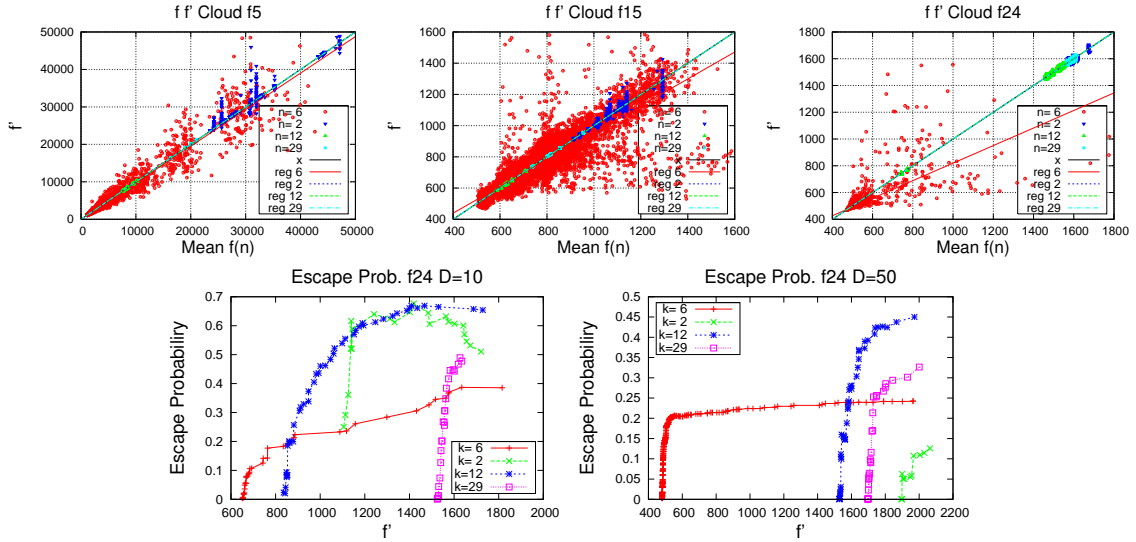 f f' Cloud f5
f'
50000
40000
30000
20000
10000
0
0 10000 20000 30000 40000 50000
Mean f(n)
n= 6
n= 2
n=12
n=29
x
reg 6
reg 2
reg 12
reg 29
f f' Cloud f15
f'
1600
1400
1200
1000
800
600
400
400 600 800 1000 1200 1400 1600
Mean f(n)
n= 6
n= 2
n=12
n=29
x
reg 6
reg 2
reg 12
reg 29
f f' Cloud f24
f'
1800
1600
1400
1200
1000
800
600
400
400 600 800 1000 1200 1400 1600 1800
Mean f(n)
n= 6
n= 2
n=12
n=29
x
reg 6
reg 2
reg 12
reg 29
Escape Prob. f24 D=10
Escape Probability
0.7
0.6
0.5
0.4
0.3
0.2
0.1
0
600 800 1000 1200 1400 1600 1800 2000
f'
k= 6
k= 2
k=12
k=29
Escape Prob. f24 D=50
Escape Probabiliry
0.5
0.45
0.4
0.35
0.3
0.25
0.2
0.15
0.1
0.05
0
400 600 800 1000 1200 1400 1600 1800 2000 2200
f'
k= 6
k= 2
k=12
k=29